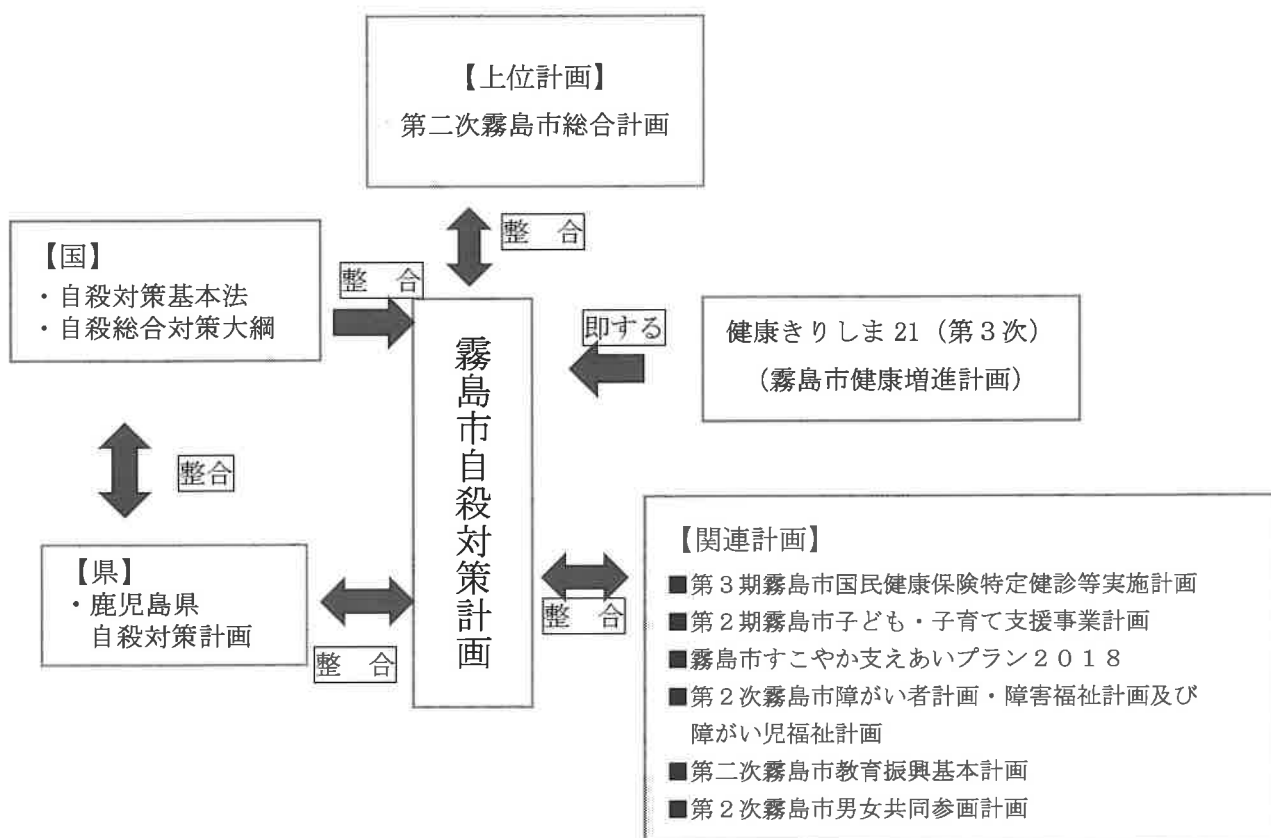 【上位計画】
第二次霧島市総合計画
整　合
【国】
・自殺対策基本法
・自殺総合対策大綱
整　合
霧島市自殺対策計画
即する
健康きりしま 21（第３次）
（霧島市健康増進計画）
整合
【県】
・鹿児島県
自殺対策計画
整　合
整　合
【関連計画】
■第３期霧島市国民健康保険特定健診等実施計画
■第２期霧島市子ども・子育て支援事業計画
■霧島市すこやか支えあいプラン２０１８
■第２次霧島市障がい者計画・障害福祉計画及び
障がい児福祉計画
■第二次霧島市教育振興基本計画
■第２次霧島市男女共同参画計画